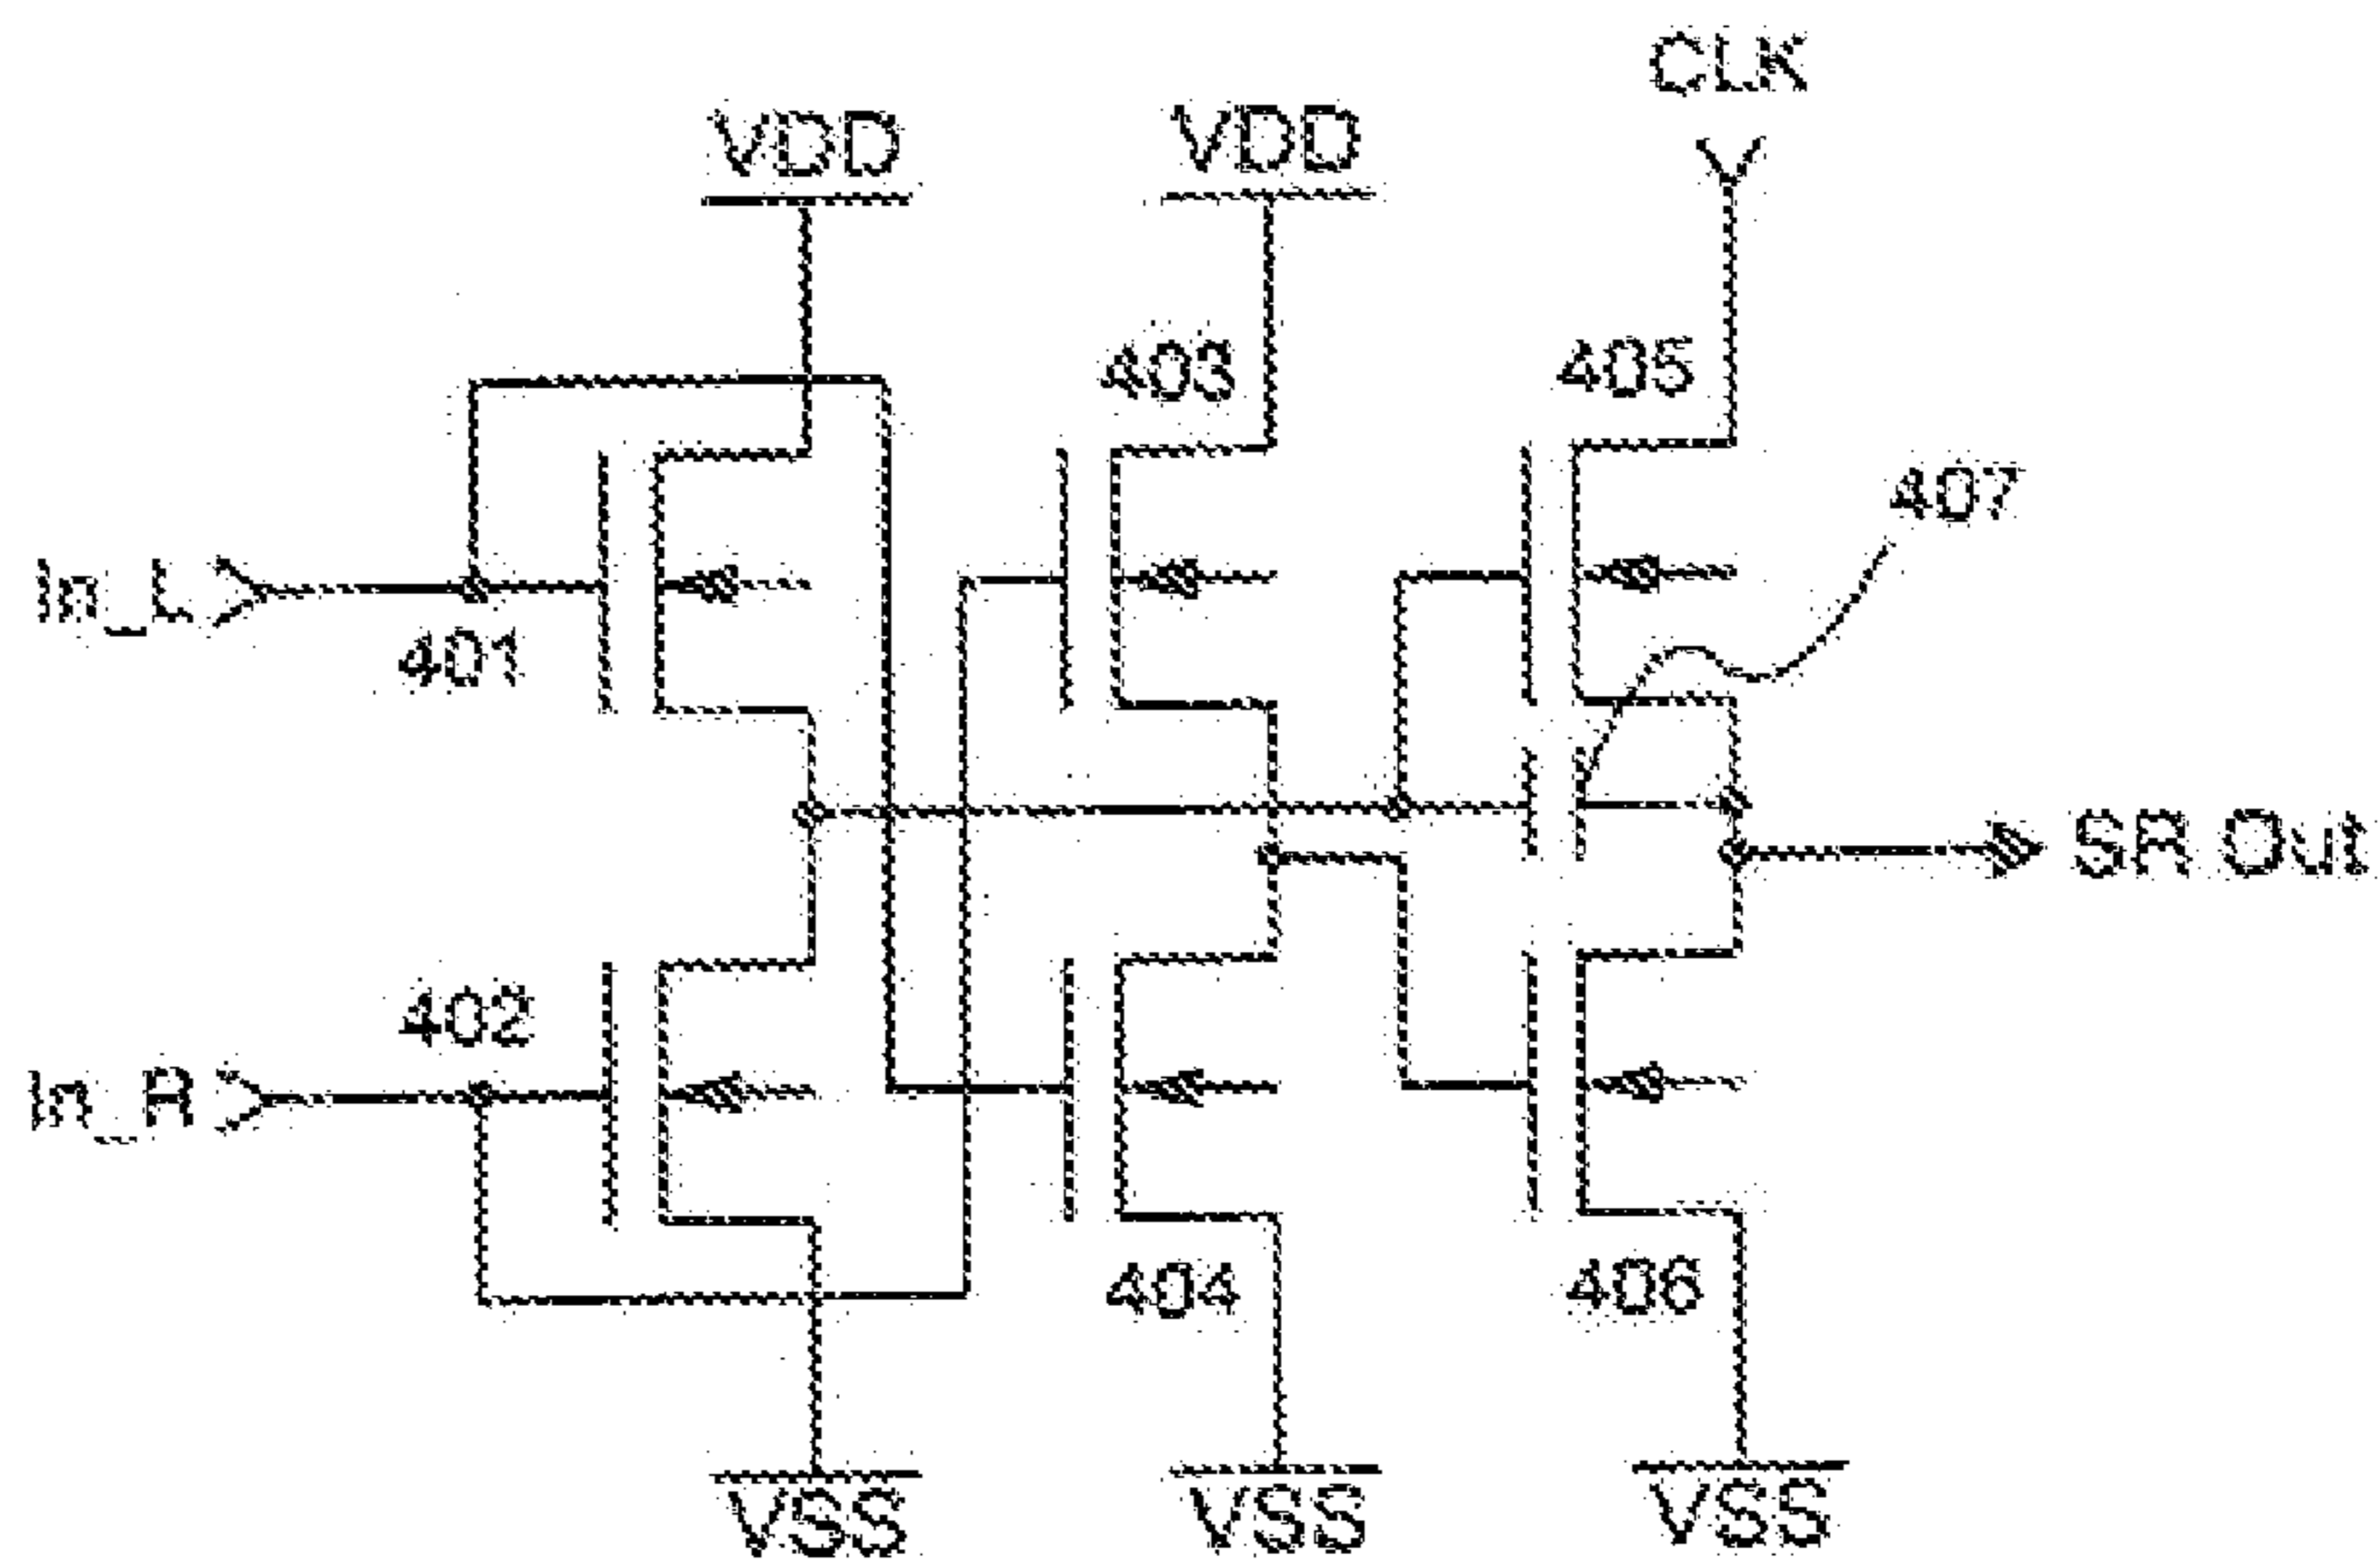 CLK
VDD VDD
403 405
407
In_L
401
SR Out
402
In_R
404 406
VSS VSS VSS